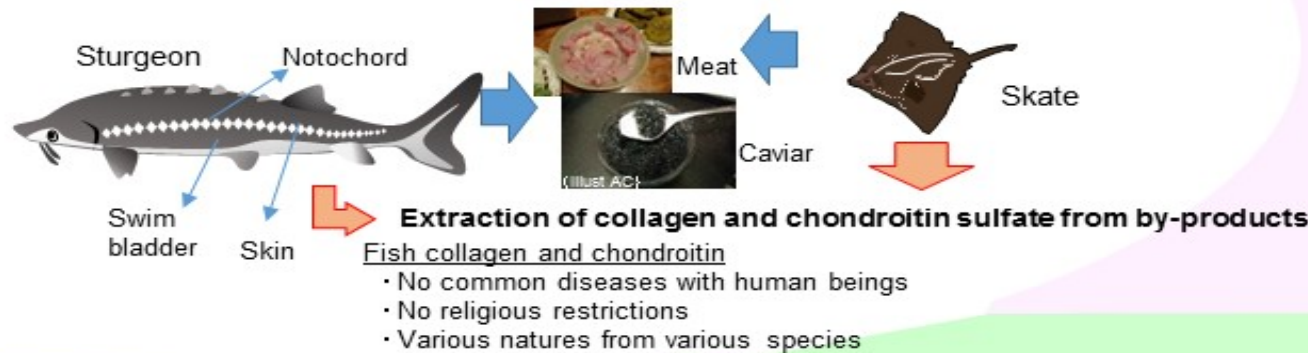 Sturgeon
Notochord
Meat
Skate
Caviar
(Illust AC)
Swim
bladder
Skin
Extraction of collagen and chondroitin sulfate from by-products
Fish collagen and chondroitin
・No common diseases with human beings
・No religious restrictions
・Various natures from various species